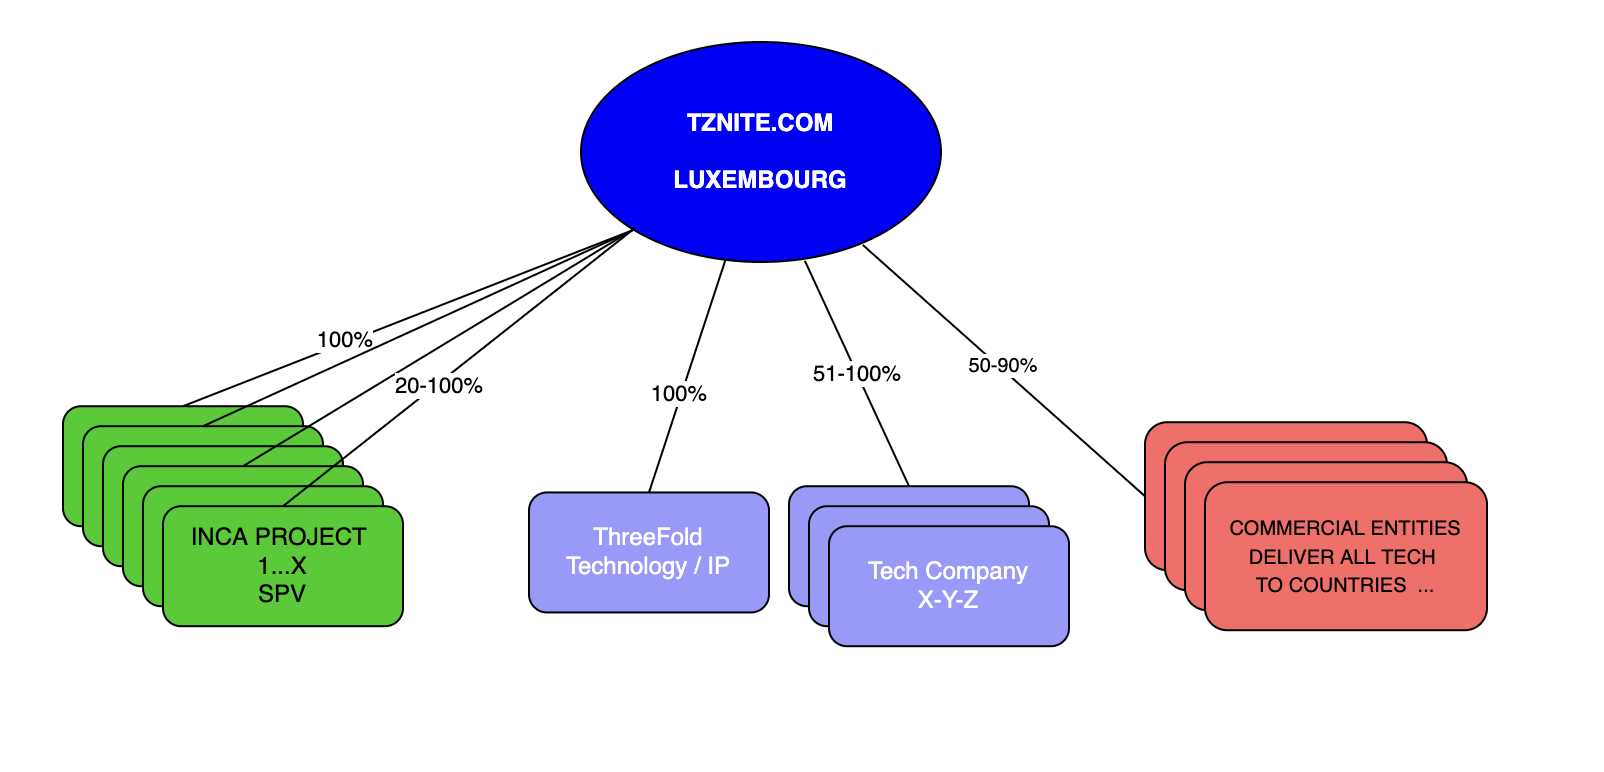 TZNITE.COM
LUXEMBOURG
100%
20-100%
100%
51-100%
50-90%
INCA PROJECT
1...X
SPV
ThreeFold
Technology / IP
Tech Company
X-Y-Z
COMMERCIAL ENTITIES
DELIVER ALL TECH
TO COUNTRIES ...